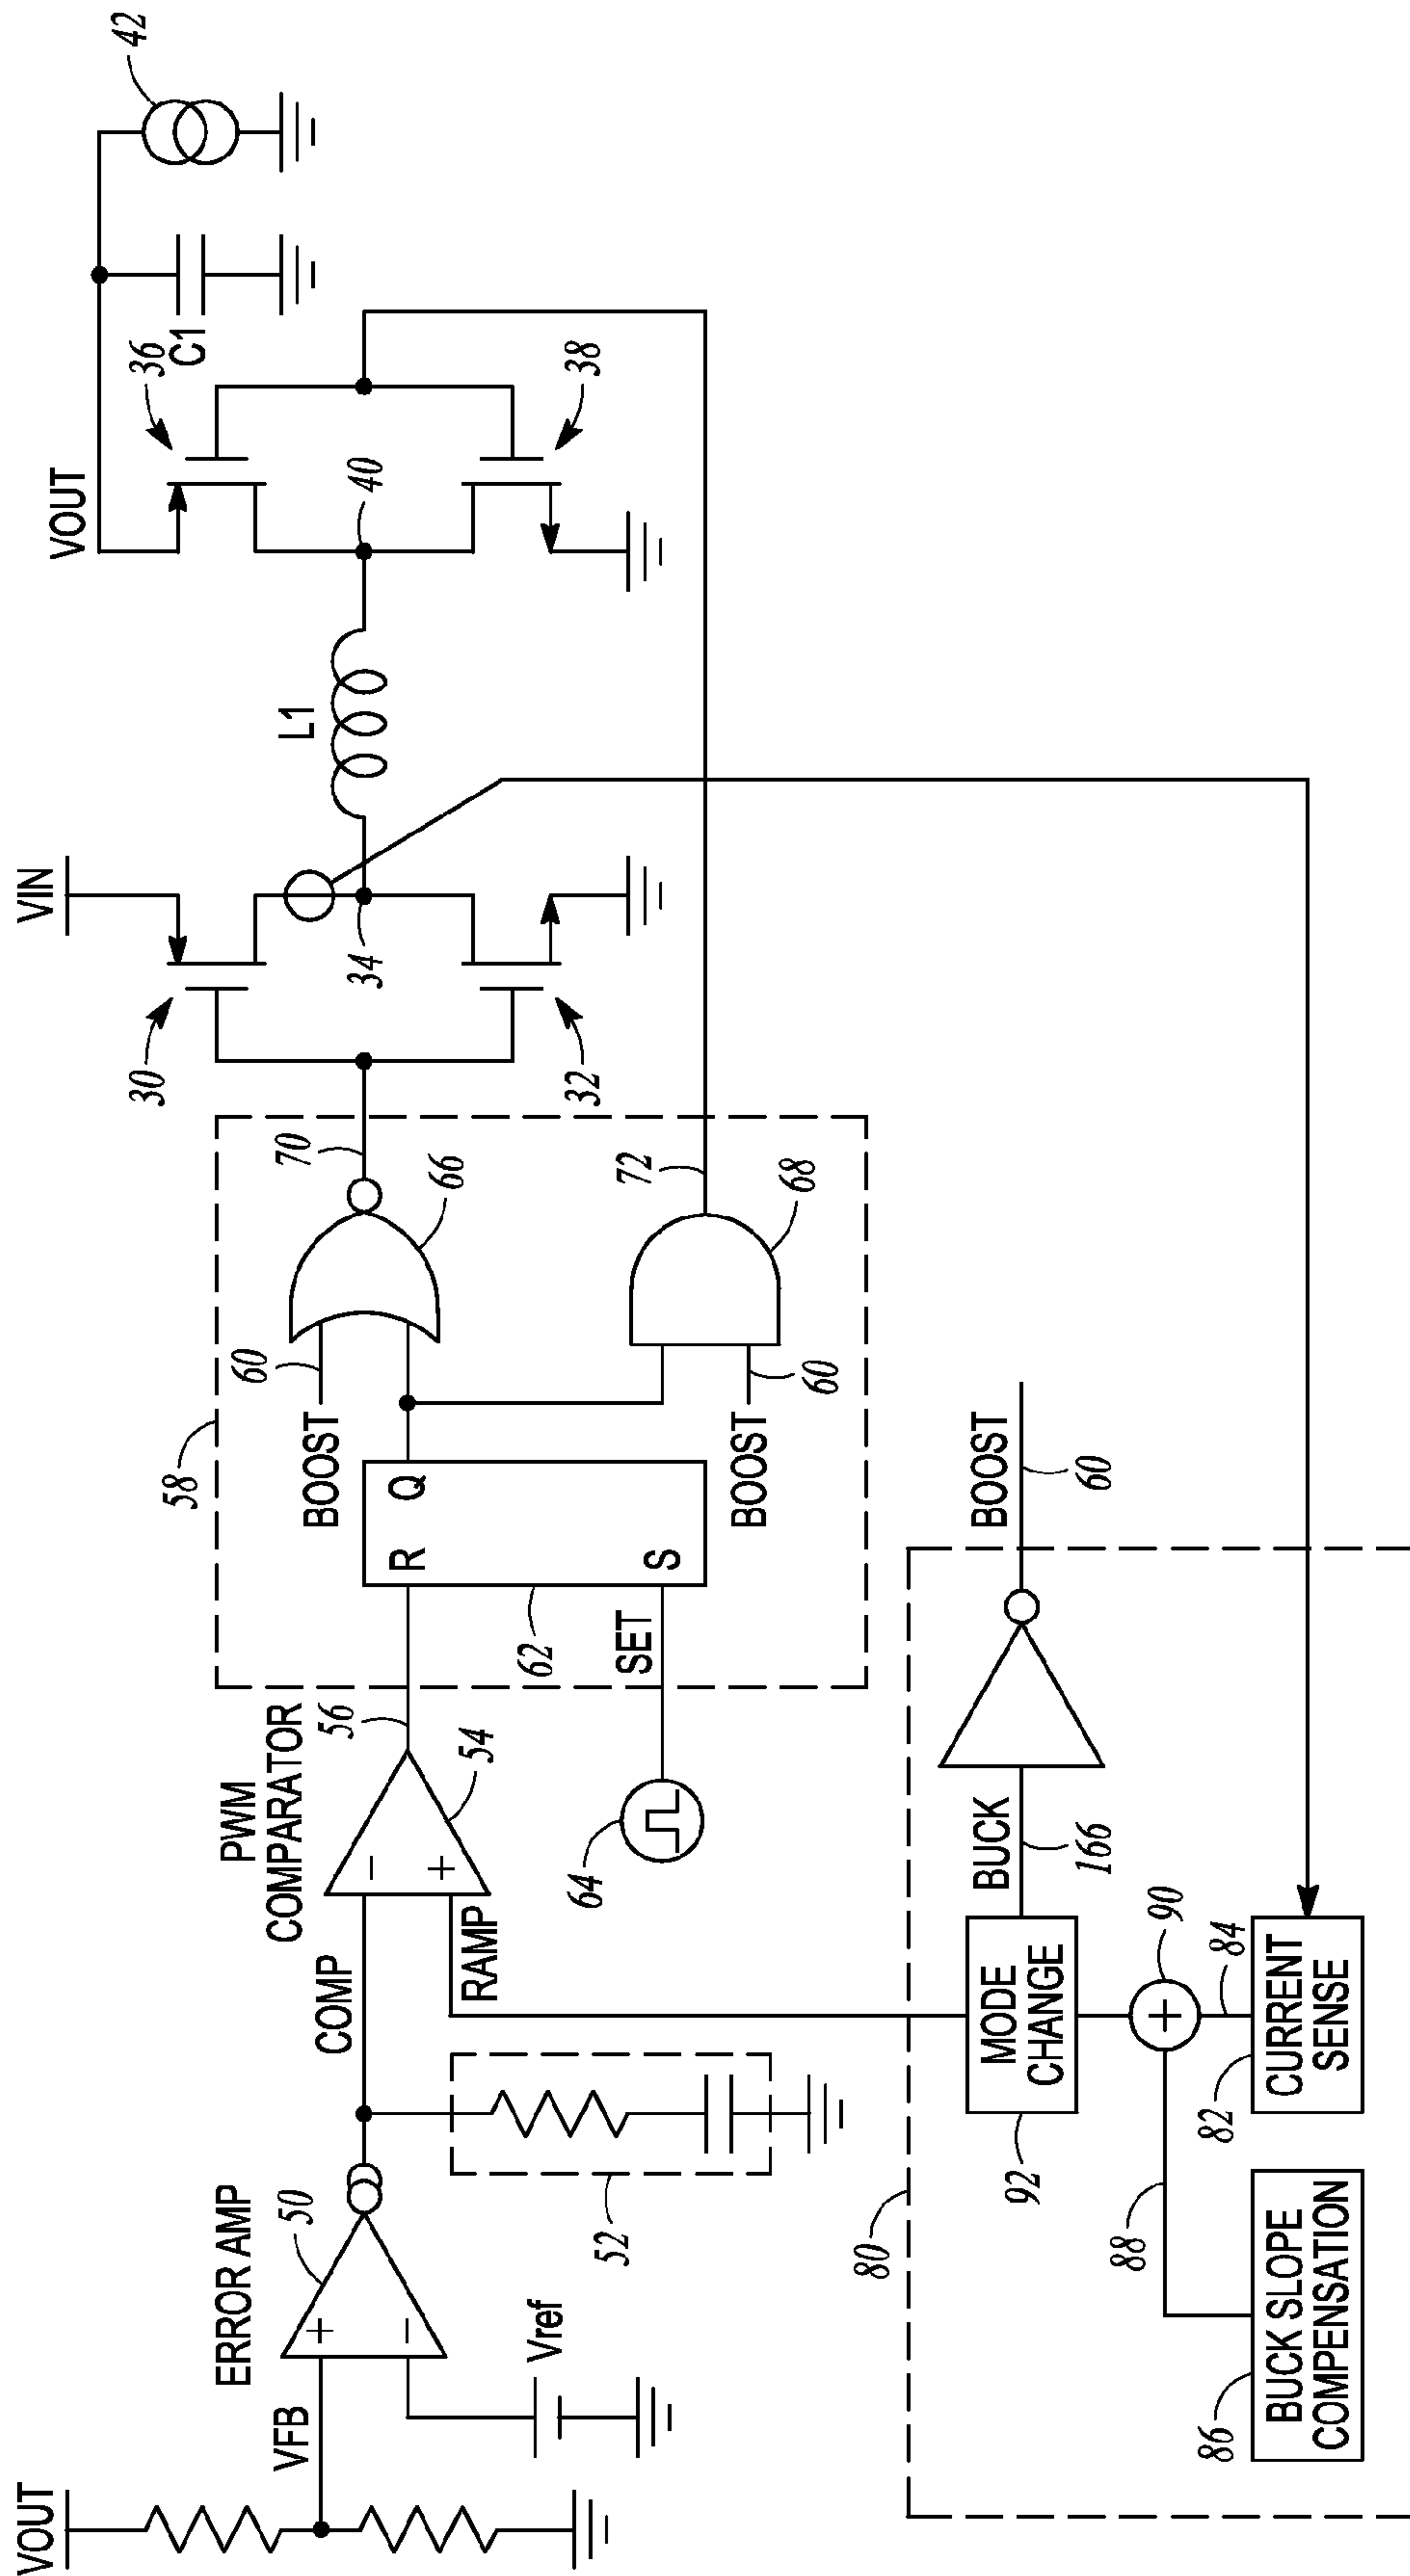 VOUT
VFB
ERROR AMP
50
+
−
Vref
52
COMP
RAMP
PWM
COMPARATOR
−
+
54
56
64
SET
58
R
Q
S
62
BOOST
60
66
70
BOOST
60
68
72
VIN
30
32
34
L1
VOUT
36
38
40
C1
42
80
BUCK SLOPE
COMPENSATION
86
88
CURRENT
SENSE
82
84
+
90
MODE
CHANGE
92
BUCK
166
BOOST
60